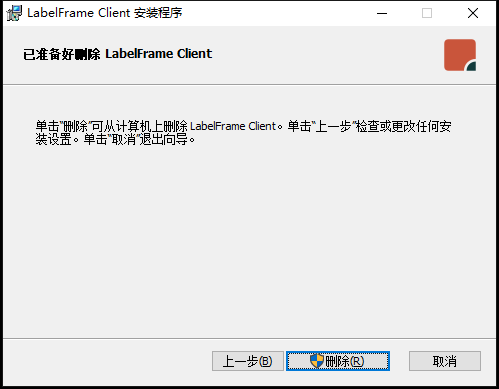 LabelFrame Client 安装程序
已准备好删除 LabelFrame Client
单击“删除”可从计算机上删除 LabelFrame Client。单击“上一步”检查或更改任何安
装设置。单击“取消”退出向导。
上一步(B) 删除(R) 取消